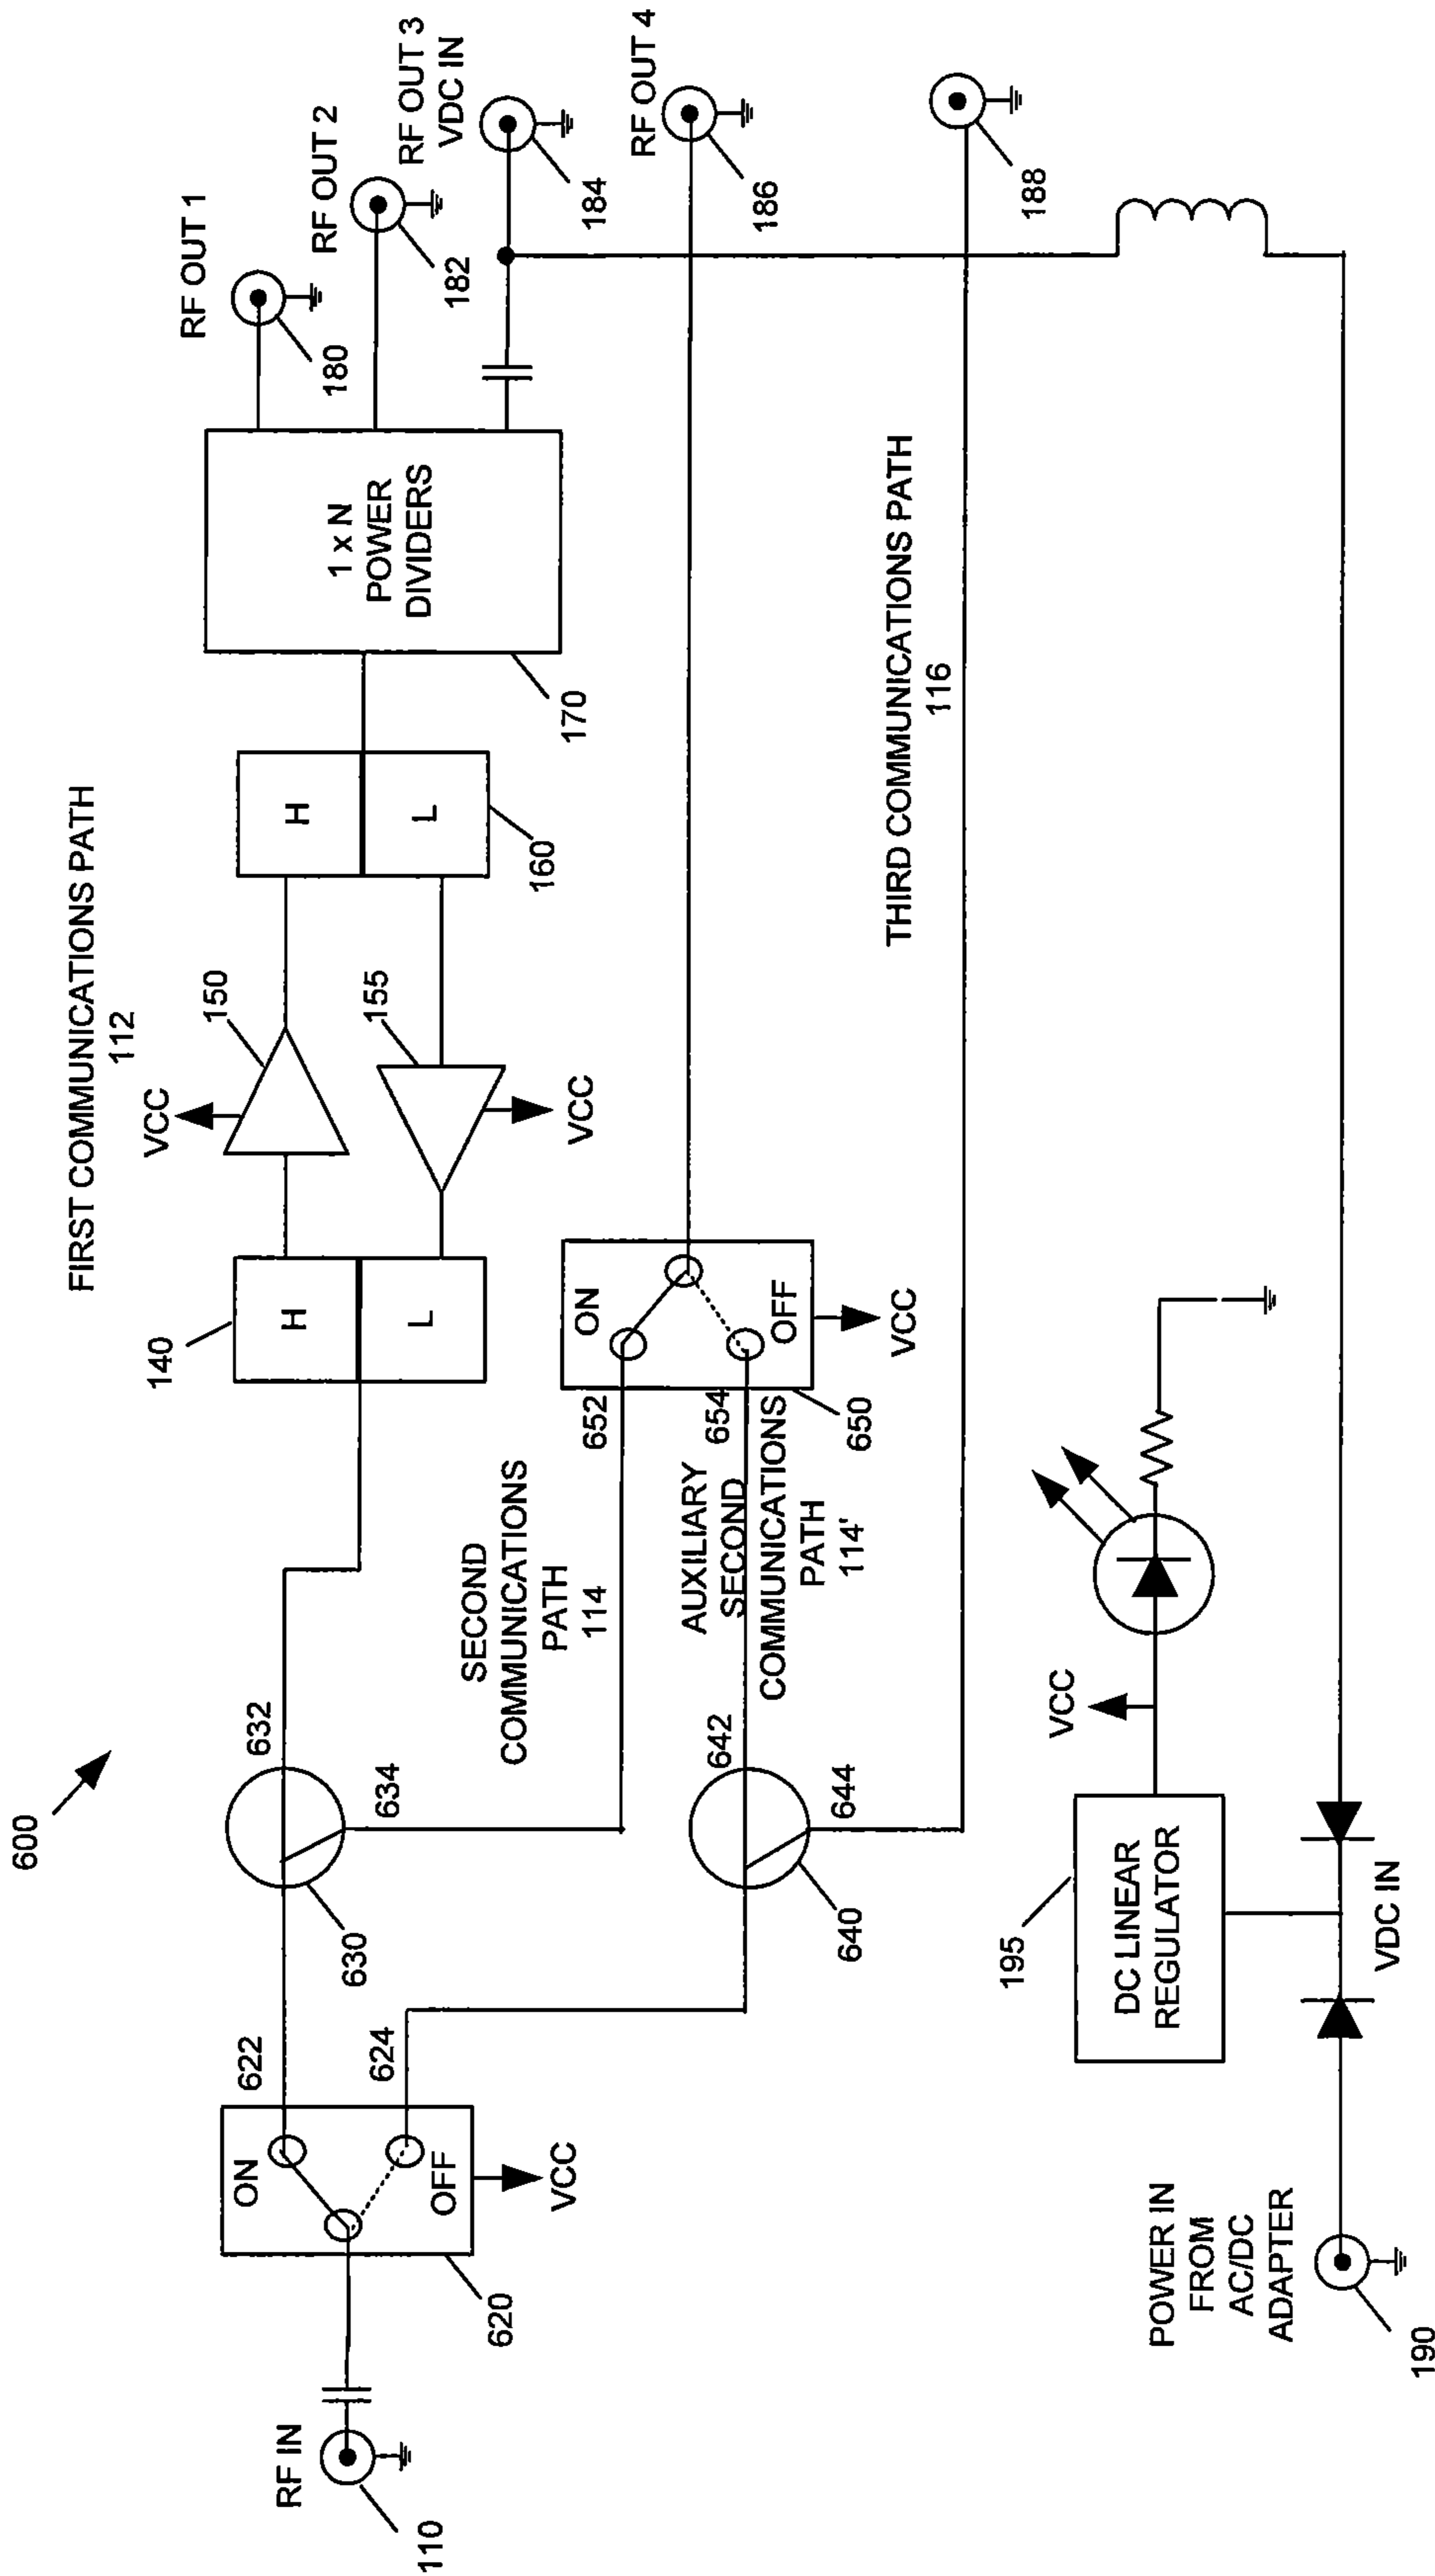 600
FIRST COMMUNICATIONS PATH
112
RF IN
110
ON
OFF
VCC
620
622
624
630
632
634
140
H
L
VCC
150
155
VCC
H
L
160
1 x N
POWER
DIVIDERS
170
RF OUT 1
180
RF OUT 2
182
RF OUT 3
VDC IN
184
RF OUT 4
186
188
SECOND
COMMUNICATIONS
PATH
114
652
654
ON
OFF
VCC
650
AUXILIARY
SECOND
COMMUNICATIONS
PATH
114'
640
642
644
THIRD COMMUNICATIONS PATH
116
POWER IN
FROM
AC/DC
ADAPTER
190
195
DC LINEAR
REGULATOR
VCC
VDC IN